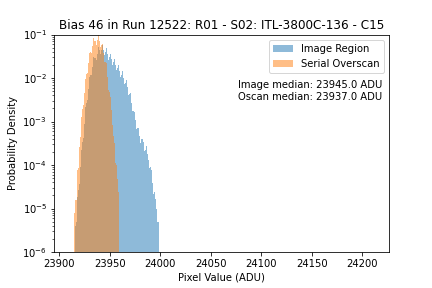 Bias 46 in Run 12522: R01 - S02: ITL-3800C-136 - C15
Image Region
Serial Overscan
Image median: 23945.0 ADU
Oscan median: 23937.0 ADU
Probability Density
10^-1
10^-2
10^-3
10^-4
10^-5
10^-6
23900 23950 24000 24050 24100 24150 24200
Pixel Value (ADU)